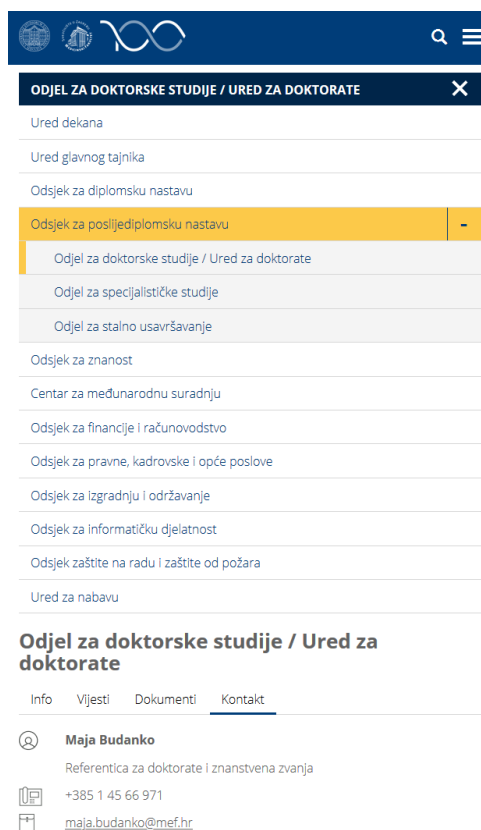 100
ODJEL ZA DOKTORSKE STUDIJE / URED ZA DOKTORATE
Ured dekana
Ured glavnog tajnika
Odsjek za diplomsku nastavu
Odsjek za poslijediplomsku nastavu
Odjel za doktorske studije / Ured za doktorate
Odjel za specijalističke studije
Odjel za stalno usavršavanje
Odsjek za znanost
Centar za međunarodnu suradnju
Odsjek za financije i računovodstvo
Odsjek za pravne, kadrovske i opće poslove
Odsjek za izgradnju i održavanje
Odsjek za informatičku djelatnost
Odsjek zaštite na radu i zaštite od požara
Ured za nabavu
Odjel za doktorske studije / Ured za
doktorate
Info Vijesti Dokumenti Kontakt
Maja Budanko
Referentica za doktorate i znanstvena zvanja
+385 1 45 66 971
maja.budanko@mef.hr